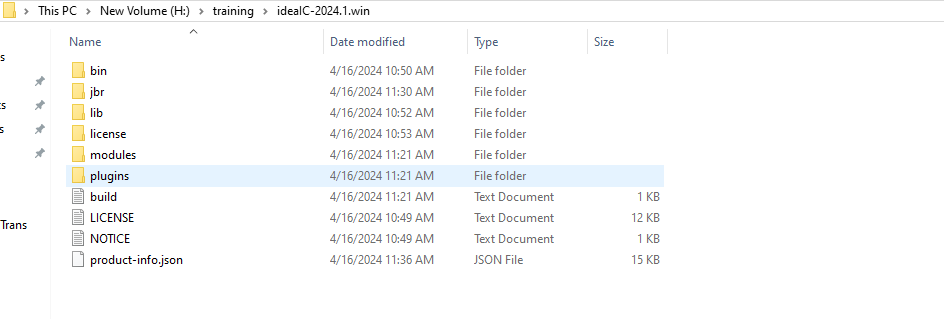 This PC > New Volume (H:) > training > ideaIC-2024.1.win
Name Date modified Type Size
bin 4/16/2024 10:50 AM File folder
jbr 4/16/2024 11:30 AM File folder
lib 4/16/2024 10:52 AM File folder
license 4/16/2024 10:53 AM File folder
modules 4/16/2024 11:21 AM File folder
plugins 4/16/2024 11:21 AM File folder
build 4/16/2024 11:21 AM Text Document 1 KB
LICENSE 4/16/2024 10:49 AM Text Document 12 KB
NOTICE 4/16/2024 10:49 AM Text Document 1 KB
product-info.json 4/16/2024 11:36 AM JSON File 15 KB
s
s
Trans